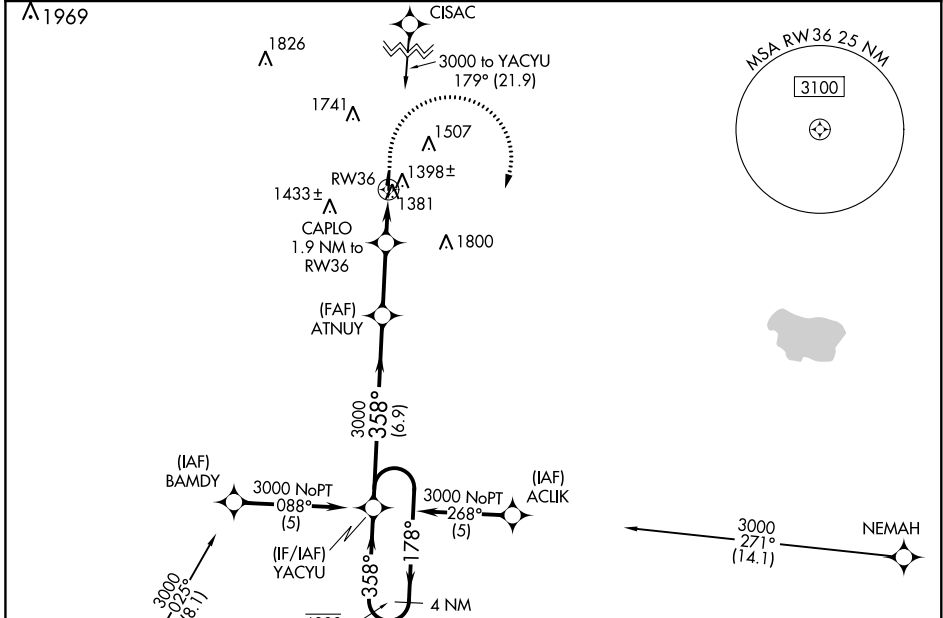 1969
CISAC
1826
3000 to YACYU
179° (21.9)
MSA RW36 25 NM
3100
1741
1507
RW36
1398±
1433±
1381
CAPLO
1.9 NM to
RW36
1800
(FAF)
ATNUY
3000
358°
(6.9)
(IAF)
BAMDY
3000 NoPT
088°
(5)
(IAF)
ACLIK
3000 NoPT
268°
(5)
(IF/IAF)
YACYU
358°
178°
4 NM
NEMAH
3000
271°
(14.1)
3000
025°
8.1)